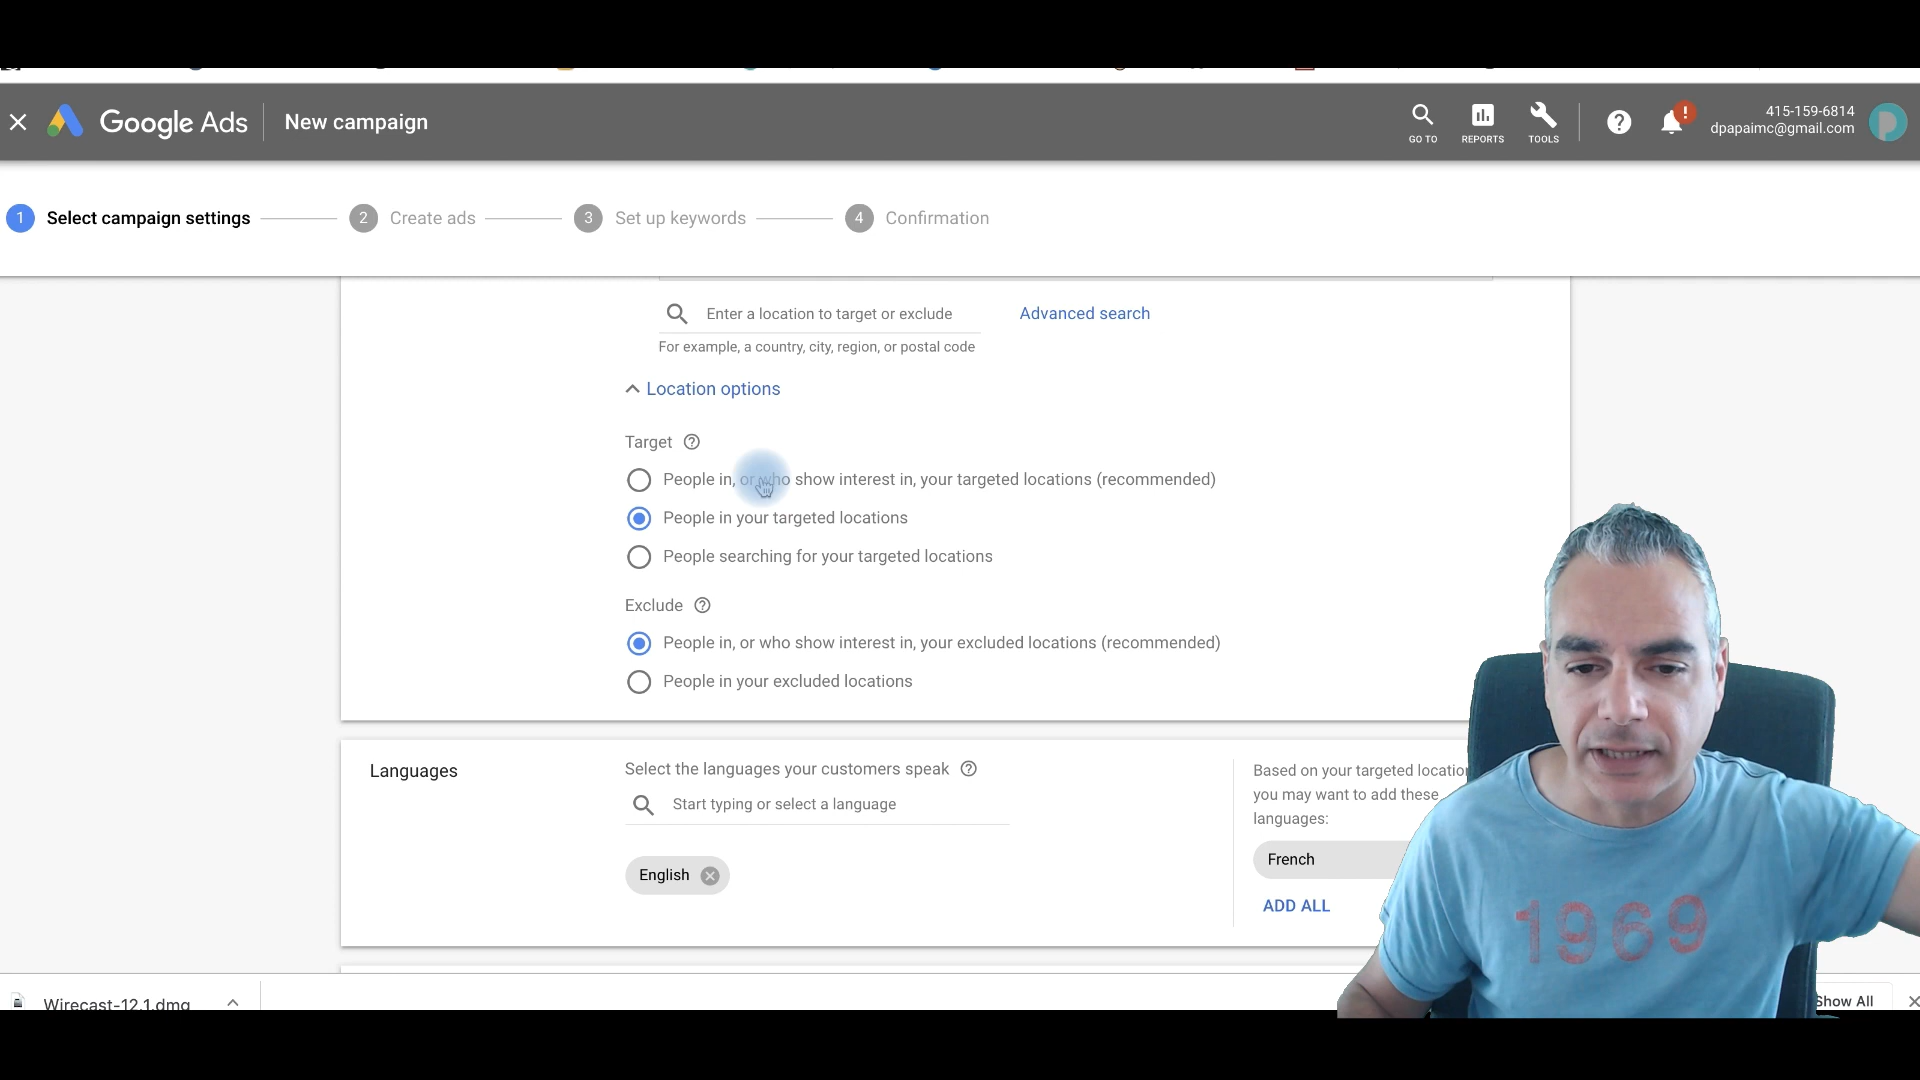 Google Ads
New campaign
GO TO
REPORTS
TOOLS
!
415-159-6814
dpapaimc@gmail.com
1 Select campaign settings
2 Create ads
3 Set up keywords
4 Confirmation
Enter a location to target or exclude
Advanced search
For example, a country, city, region, or postal code
Location options
Target
People in, or who show interest in, your targeted locations (recommended)
People in your targeted locations
People searching for your targeted locations
Exclude
People in, or who show interest in, your excluded locations (recommended)
People in your excluded locations
Languages
Select the languages your customers speak
Start typing or select a language
English
Based on your targeted locatio
you may want to add these
languages:
French
ADD ALL
1969
Wirecast-12.1.dmg
Show All